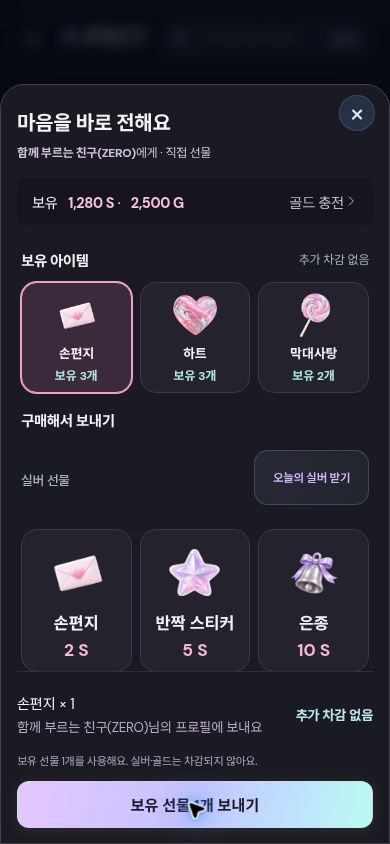 마음을 바로 전해요
함께 부르는 친구(ZERO)에게 · 직접 선물
보유 1,280 S · 2,500 G
골드 충전 >
보유 아이템
추가 차감 없음
손편지
보유 3개
하트
보유 3개
막대사탕
보유 2개
구매해서 보내기
실버 선물
오늘의 실버 받기
손편지
2 S
반짝 스티커
5 S
은종
10 S
손편지 × 1
함께 부르는 친구(ZERO)님의 프로필에 보내요
추가 차감 없음
보유 선물 1개를 사용해요. 실버·골드는 차감되지 않아요.
보유 선물 1개 보내기